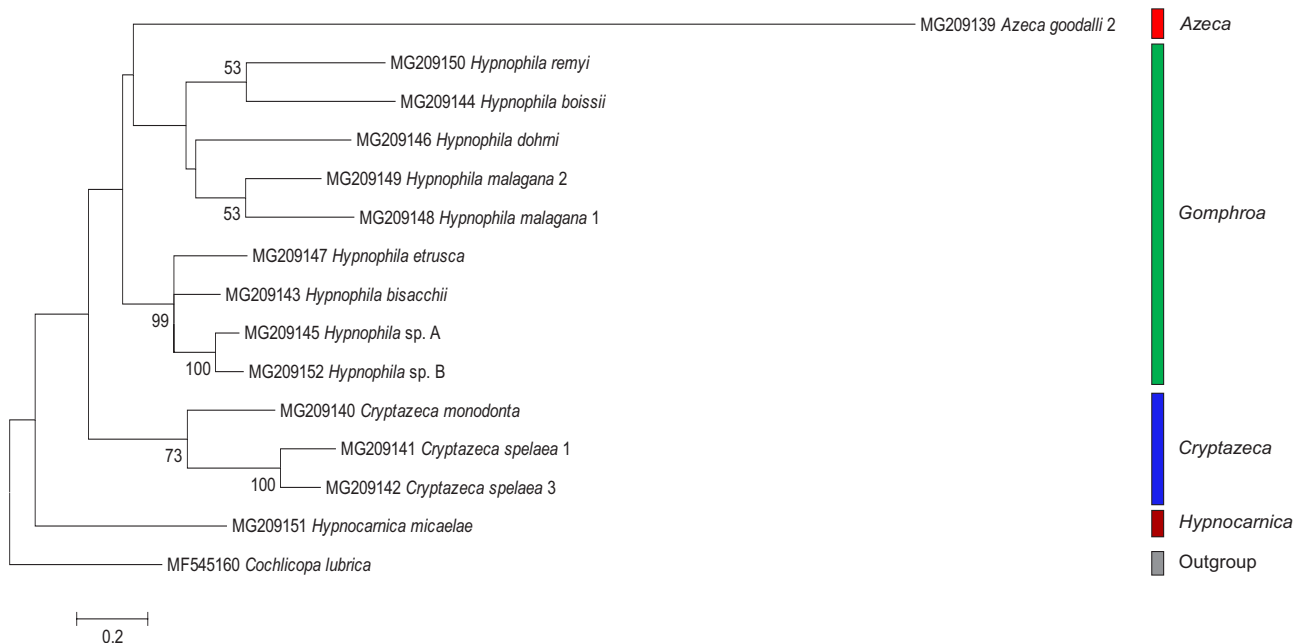 MG209139 Azeca goodalli 2
Azeca
53
MG209150 Hypnophila remyi
MG209144 Hypnophila boissii
MG209146 Hypnophila dohrni
MG209149 Hypnophila malagana 2
53
MG209148 Hypnophila malagana 1
Gomphroa
MG209147 Hypnophila etrusca
MG209143 Hypnophila bisacchii
99
MG209145 Hypnophila sp. A
100
MG209152 Hypnophila sp. B
MG209140 Cryptazeca monodonta
73
MG209141 Cryptazeca spelaea 1
Cryptazeca
100
MG209142 Cryptazeca spelaea 3
MG209151 Hypnocarnica micaelae
Hypnocarnica
MF545160 Cochlicopa lubrica
Outgroup
0.2